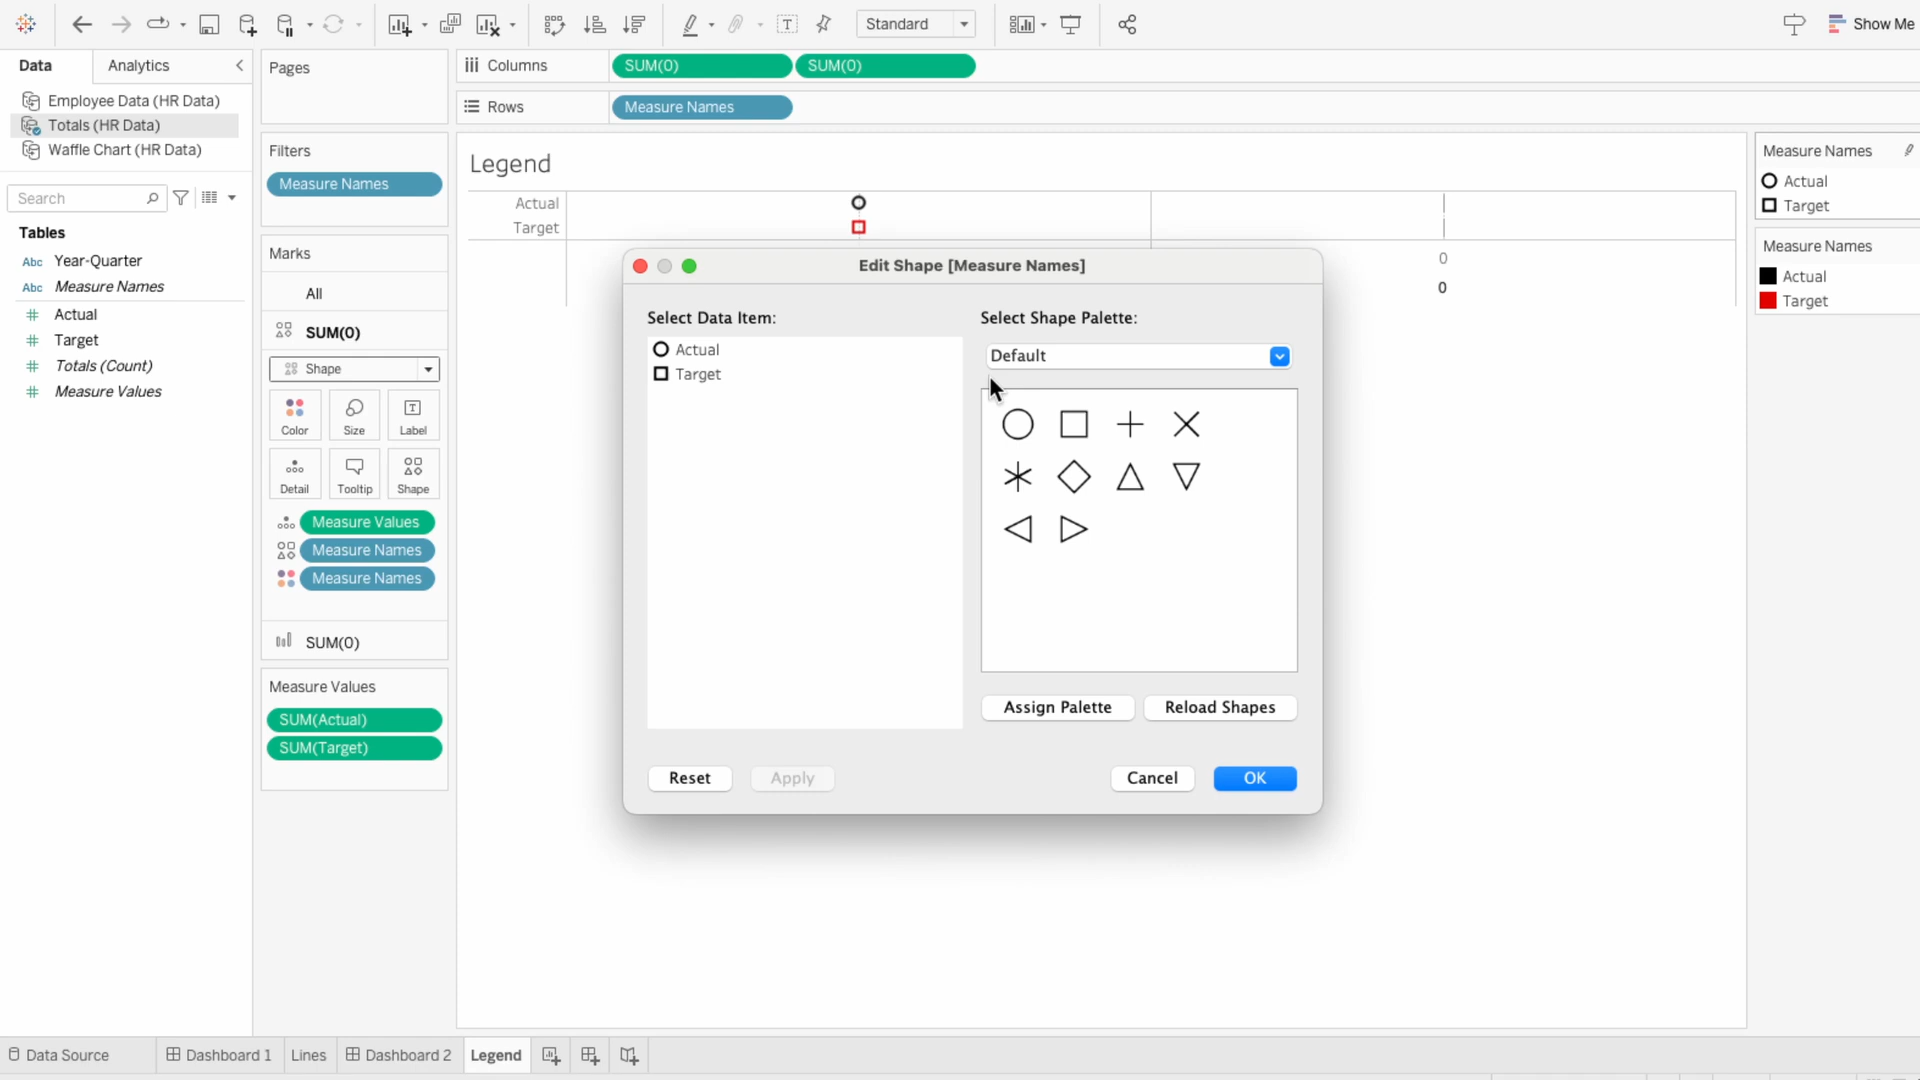 Standard
Show Me
Data
Analytics
Employee Data (HR Data)
Totals (HR Data)
Waffle Chart (HR Data)
Search
Tables
Abc Year-Quarter
Abc Measure Names
Actual
Target
Totals (Count)
Measure Values
Pages
Filters
Measure Names
Marks
All
SUM(0)
Shape
Color
Size
Label
Detail
Tooltip
Shape
Measure Values
Measure Names
Measure Names
SUM(0)
Measure Values
SUM(Actual)
SUM(Target)
Columns
SUM(0)
SUM(0)
Rows
Measure Names
Legend
Actual
Target
0
0
Edit Shape [Measure Names]
Select Data Item:
Actual
Target
Select Shape Palette:
Default
Assign Palette
Reload Shapes
Reset
Apply
Cancel
OK
Measure Names
Actual
Target
Measure Names
Actual
Target
Data Source
Dashboard 1
Lines
Dashboard 2
Legend